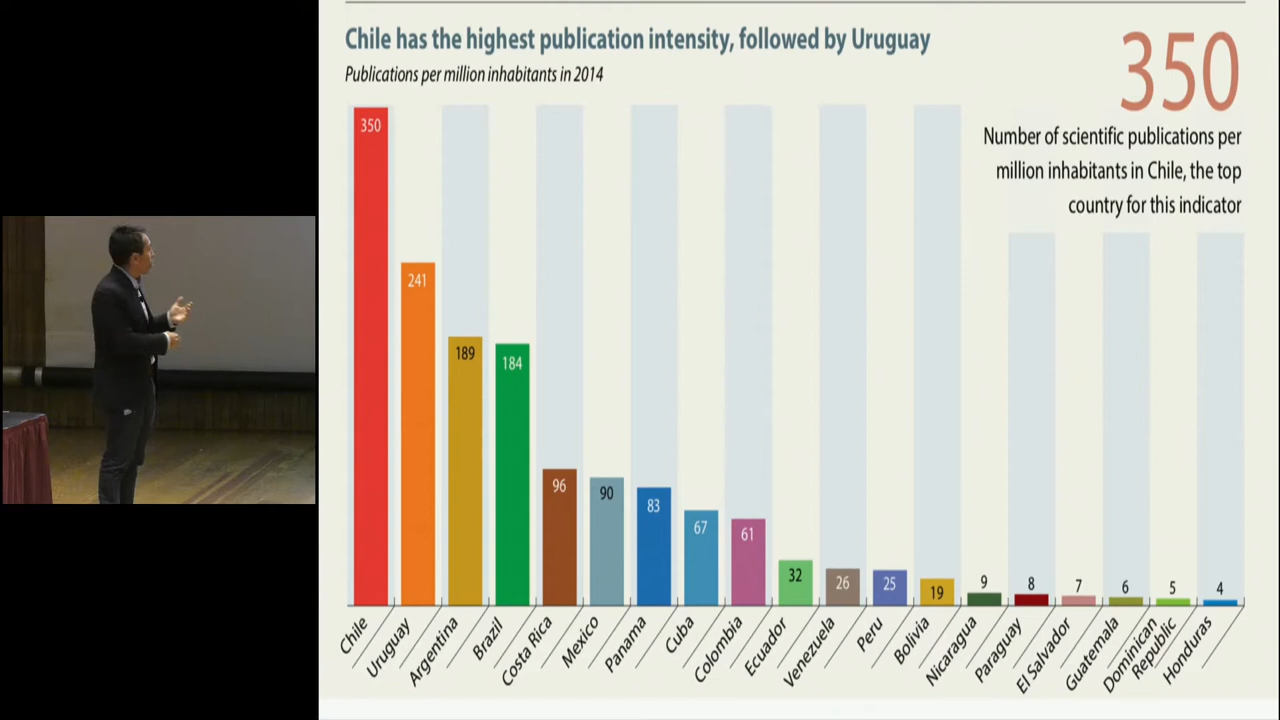 Chile has the highest publication intensity, followed by Uruguay
Publications per million inhabitants in 2014
350
Number of scientific publications per
million inhabitants in Chile, the top
country for this indicator
350
241
189
184
96
90
83
67
61
32
26
25
19
9
8
7
6
5
4
Chile
Uruguay
Argentina
Brazil
Costa Rica
Mexico
Panama
Cuba
Colombia
Ecuador
Venezuela
Peru
Bolivia
Nicaragua
Paraguay
El Salvador
Guatemala
Dominican
Republic
Honduras